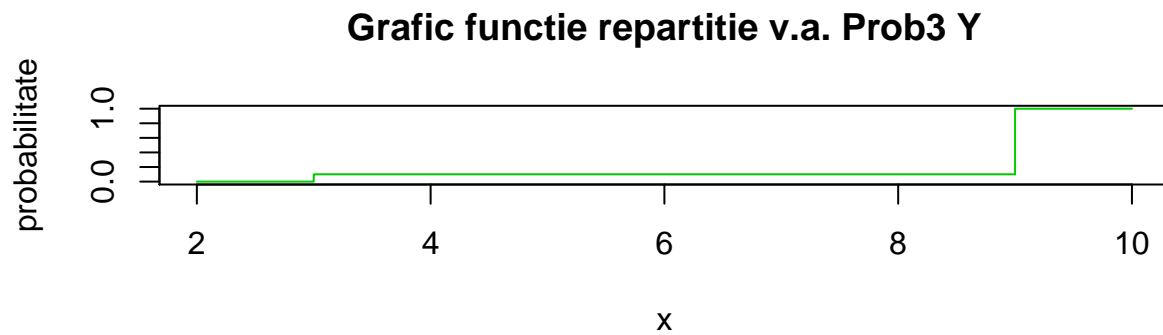 Grafic functie repartitie v.a. Prob3 Y
probabilitate
1.0
0.0
2 4 6 8 10
x